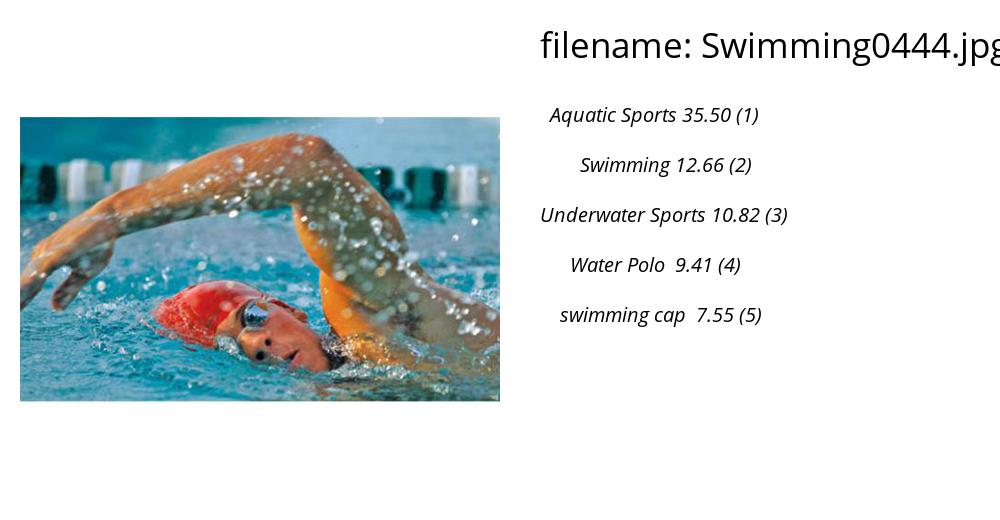 filename: Swimming0444.jpg
Aquatic Sports 35.50 (1)
Swimming 12.66 (2)
Underwater Sports 10.82 (3)
Water Polo 9.41 (4)
swimming cap 7.55 (5)